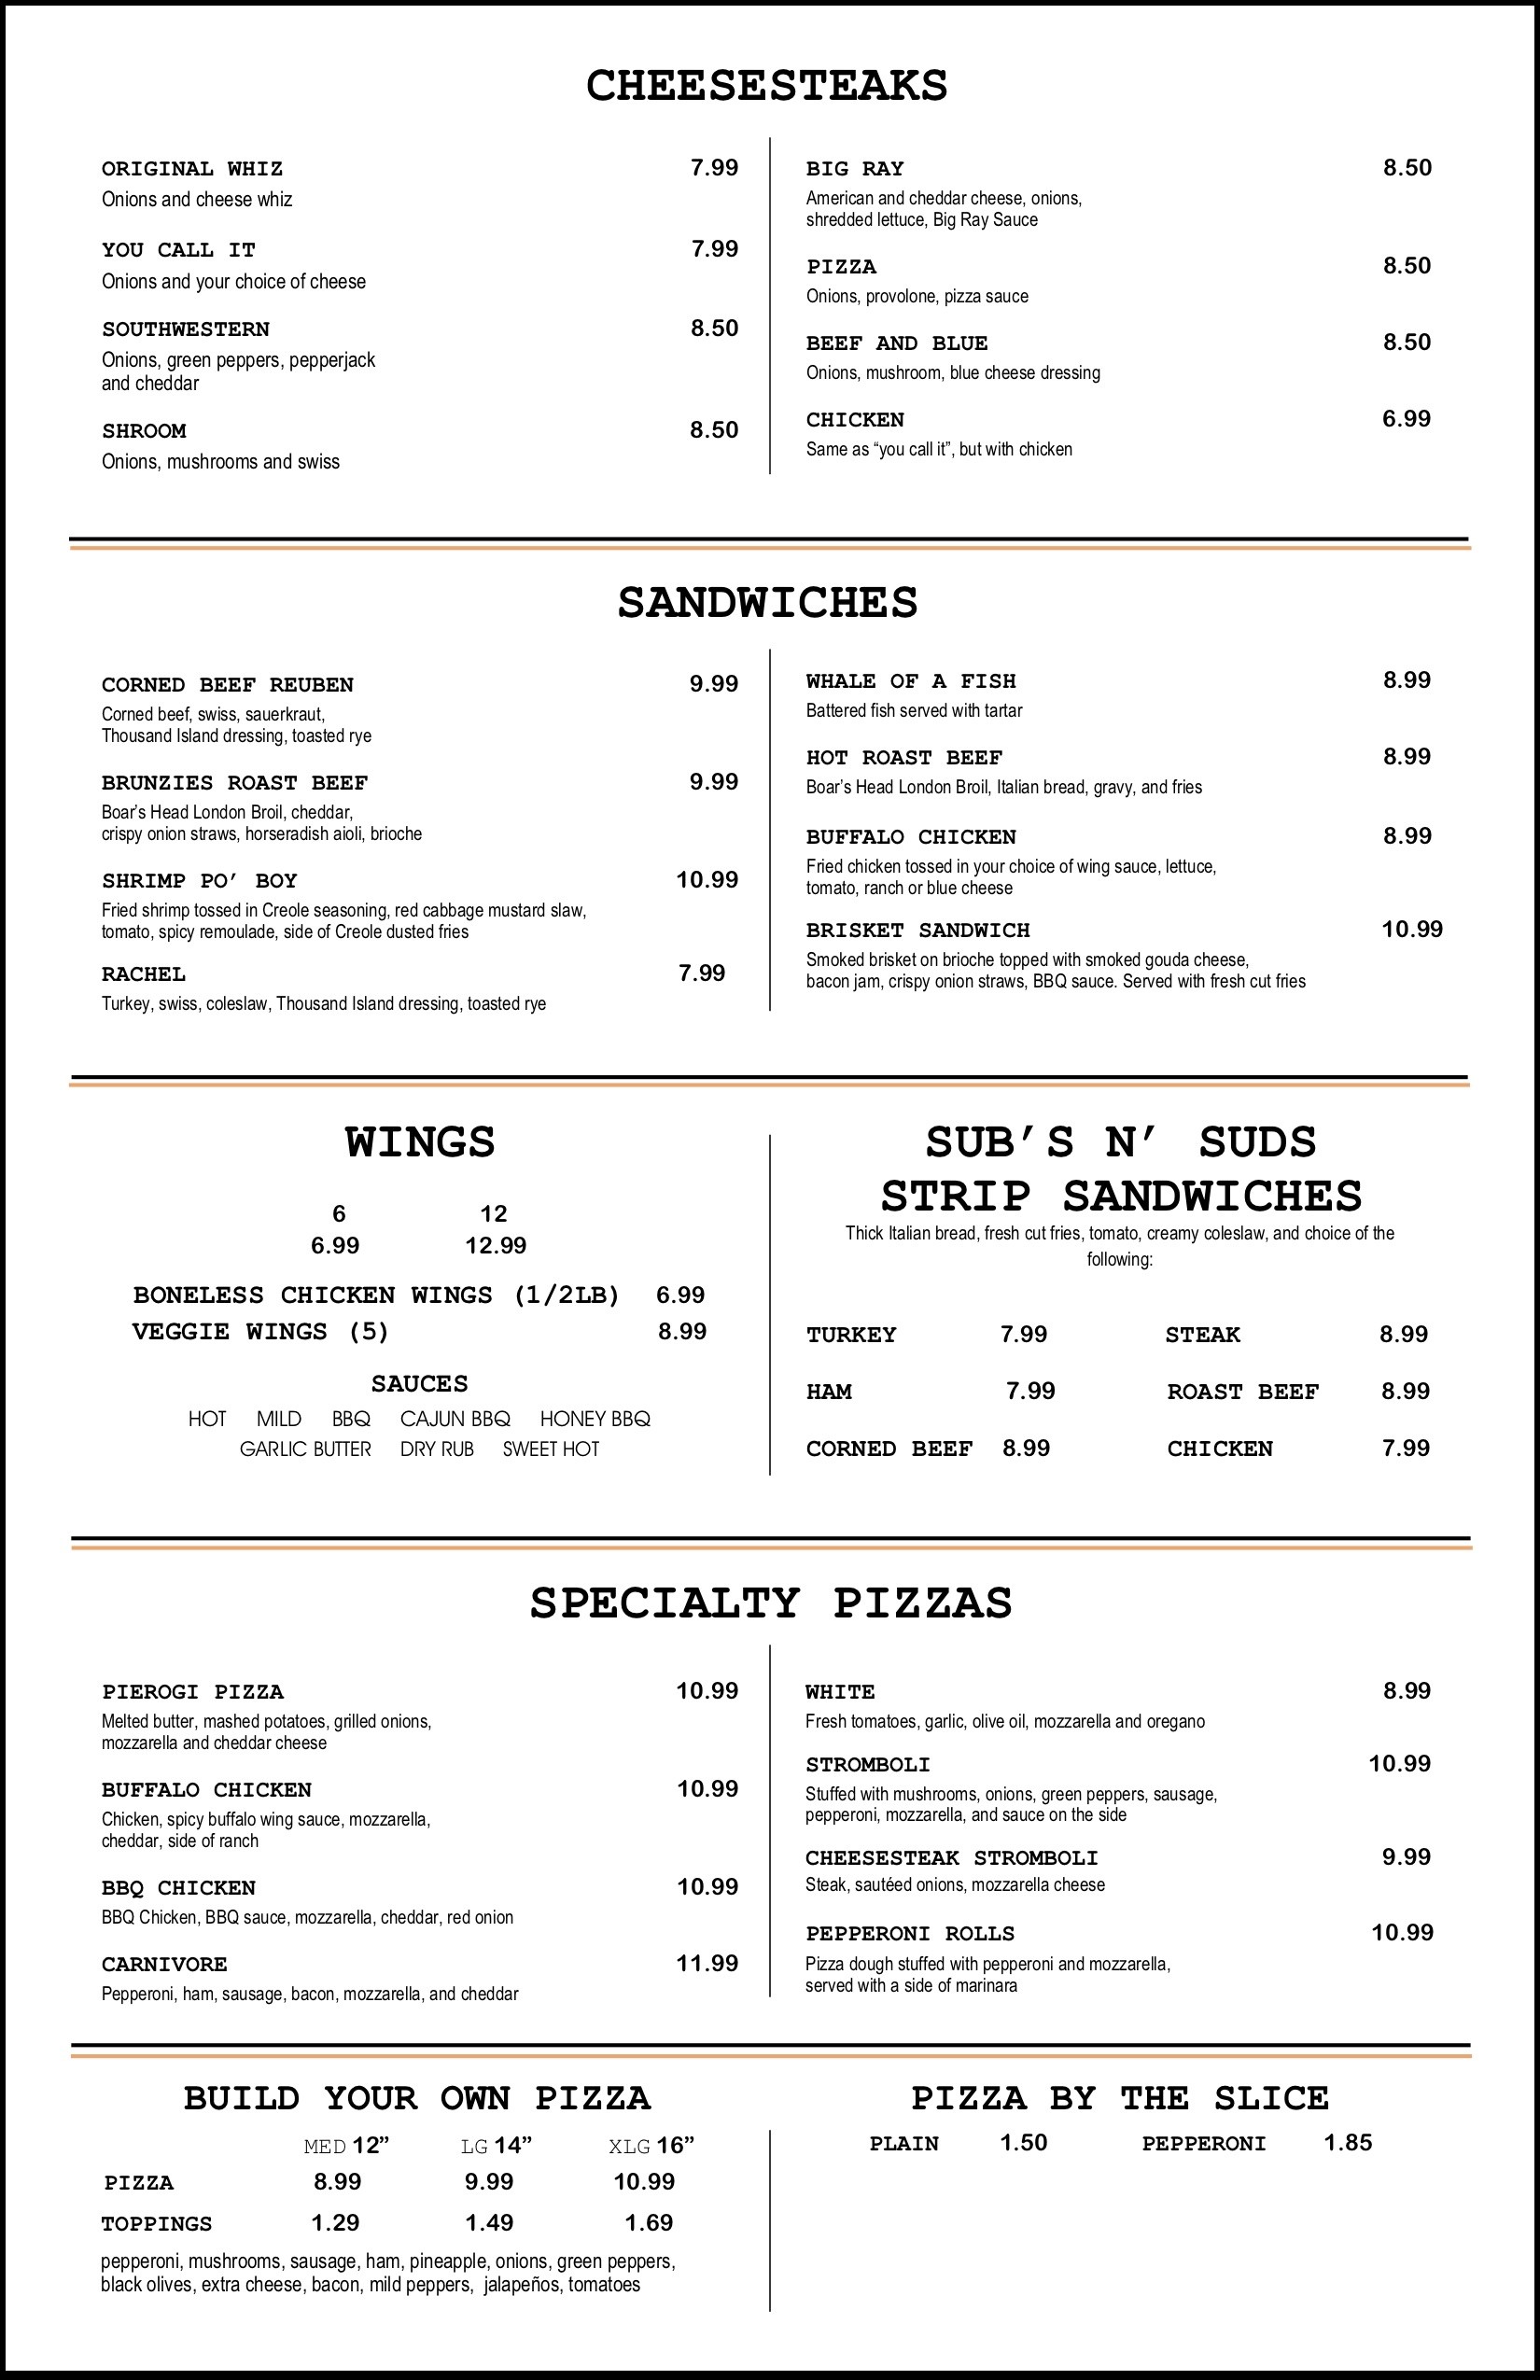 CHEESESTEAKS
ORIGINAL WHIZ 7.99
Onions and cheese whiz
YOU CALL IT 7.99
Onions and your choice of cheese
SOUTHWESTERN 8.50
Onions, green peppers, pepperjack
and cheddar
SHROOM 8.50
Onions, mushrooms and swiss
BIG RAY 8.50
American and cheddar cheese, onions,
shredded lettuce, Big Ray Sauce
PIZZA 8.50
Onions, provolone, pizza sauce
BEEF AND BLUE 8.50
Onions, mushroom, blue cheese dressing
CHICKEN 6.99
Same as “you call it”, but with chicken
SANDWICHES
CORNED BEEF REUBEN 9.99
Corned beef, swiss, sauerkraut,
Thousand Island dressing, toasted rye
BRUNZIES ROAST BEEF 9.99
Boar’s Head London Broil, cheddar,
crispy onion straws, horseradish aioli, brioche
SHRIMP PO’ BOY 10.99
Fried shrimp tossed in Creole seasoning, red cabbage mustard slaw,
tomato, spicy remoulade, side of Creole dusted fries
RACHEL 7.99
Turkey, swiss, coleslaw, Thousand Island dressing, toasted rye
WHALE OF A FISH 8.99
Battered fish served with tartar
HOT ROAST BEEF 8.99
Boar’s Head London Broil, Italian bread, gravy, and fries
BUFFALO CHICKEN 8.99
Fried chicken tossed in your choice of wing sauce, lettuce,
tomato, ranch or blue cheese
BRISKET SANDWICH 10.99
Smoked brisket on brioche topped with smoked gouda cheese,
bacon jam, crispy onion straws, BBQ sauce. Served with fresh cut fries
WINGS
6 12
6.99 12.99
BONELESS CHICKEN WINGS (1/2LB) 6.99
VEGGIE WINGS (5) 8.99
SAUCES
HOT MILD BBQ CAJUN BBQ HONEY BBQ
GARLIC BUTTER DRY RUB SWEET HOT
SUB’S N’ SUDS
STRIP SANDWICHES
Thick Italian bread, fresh cut fries, tomato, creamy coleslaw, and choice of the
following:
TURKEY 7.99 STEAK 8.99
HAM 7.99 ROAST BEEF 8.99
CORNED BEEF 8.99 CHICKEN 7.99
SPECIALTY PIZZAS
PIEROGI PIZZA 10.99
Melted butter, mashed potatoes, grilled onions,
mozzarella and cheddar cheese
BUFFALO CHICKEN 10.99
Chicken, spicy buffalo wing sauce, mozzarella,
cheddar, side of ranch
BBQ CHICKEN 10.99
BBQ Chicken, BBQ sauce, mozzarella, cheddar, red onion
CARNIVORE 11.99
Pepperoni, ham, sausage, bacon, mozzarella, and cheddar
WHITE 8.99
Fresh tomatoes, garlic, olive oil, mozzarella and oregano
STROMBOLI 10.99
Stuffed with mushrooms, onions, green peppers, sausage,
pepperoni, mozzarella, and sauce on the side
CHEESESTEAK STROMBOLI 9.99
Steak, sautéed onions, mozzarella cheese
PEPPERONI ROLLS 10.99
Pizza dough stuffed with pepperoni and mozzarella,
served with a side of marinara
BUILD YOUR OWN PIZZA
MED 12” LG 14” XLG 16”
PIZZA 8.99 9.99 10.99
TOPPINGS 1.29 1.49 1.69
pepperoni, mushrooms, sausage, ham, pineapple, onions, green peppers,
black olives, extra cheese, bacon, mild peppers, jalapeños, tomatoes
PIZZA BY THE SLICE
PLAIN 1.50 PEPPERONI 1.85